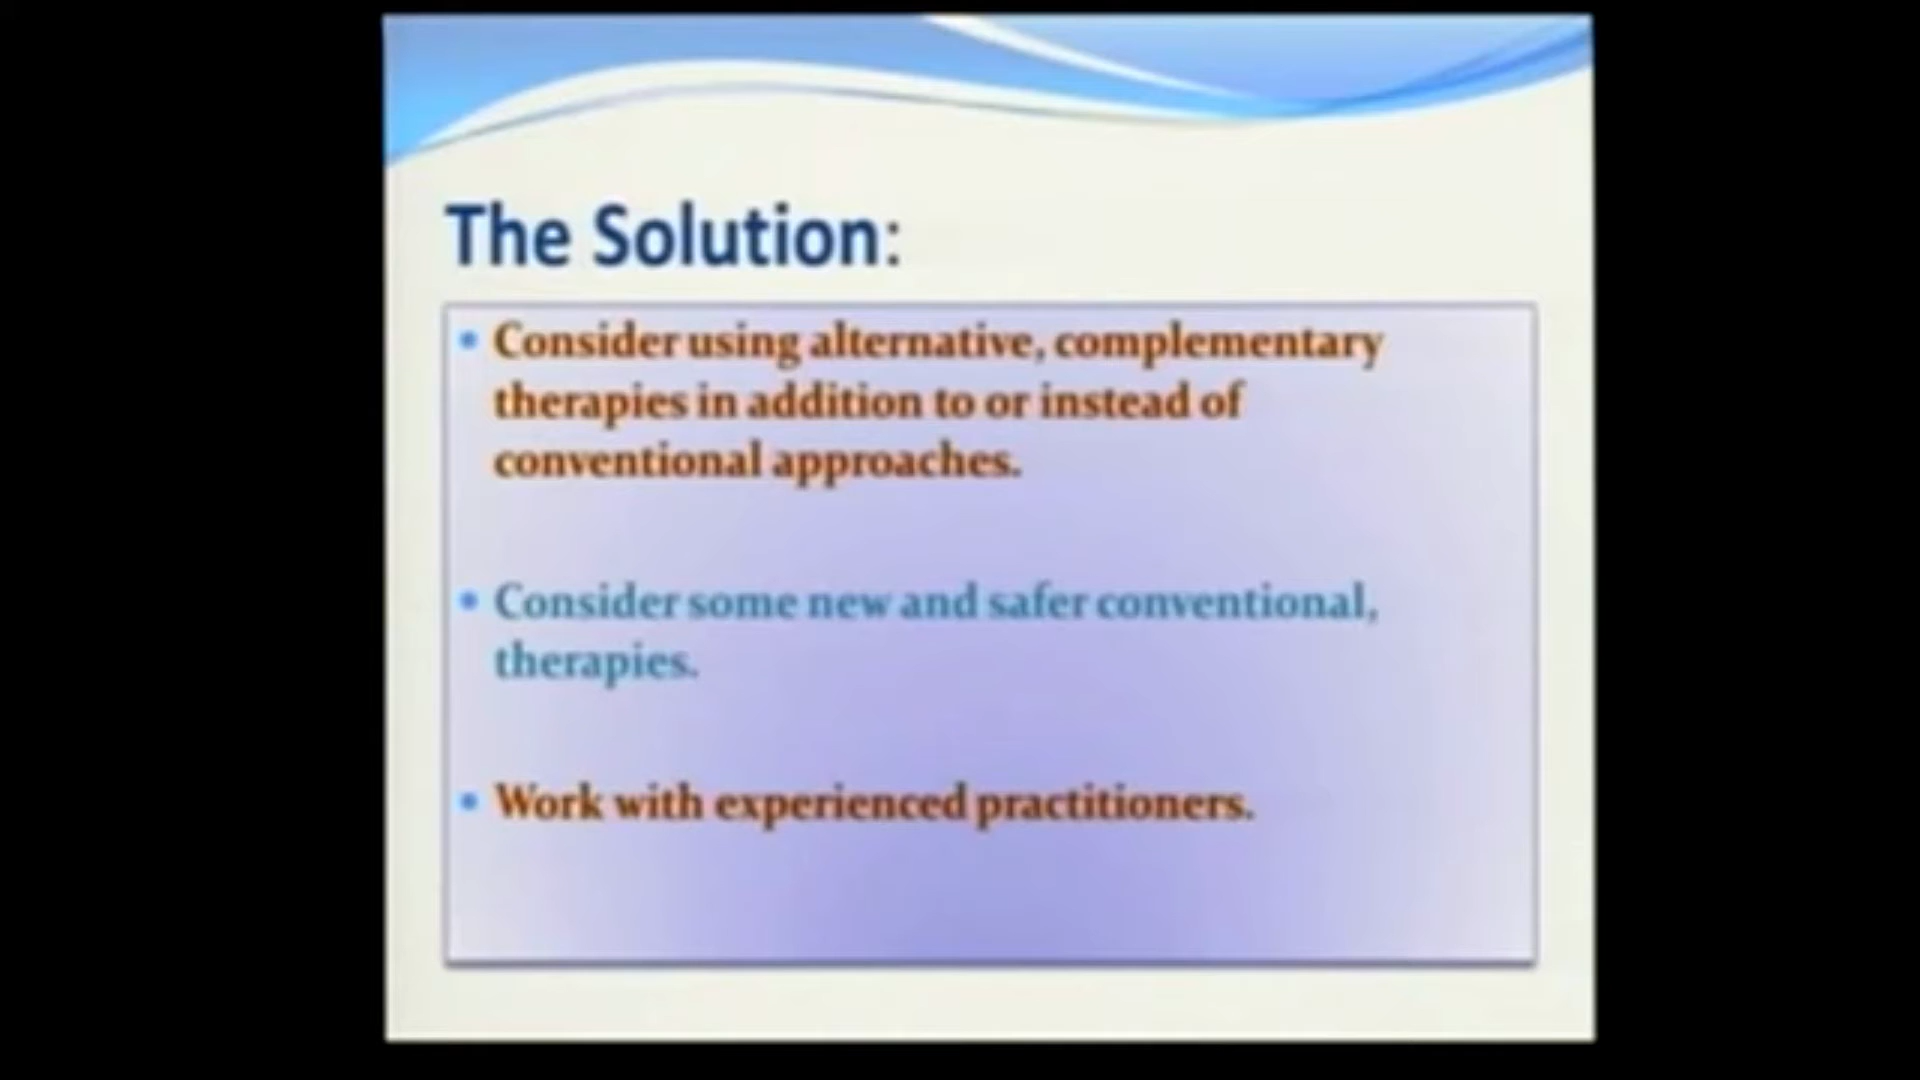 The Solution:
• Consider using alternative, complementary
therapies in addition to or instead of
conventional approaches.
• Consider some new and safer conventional,
therapies.
• Work with experienced practitioners.